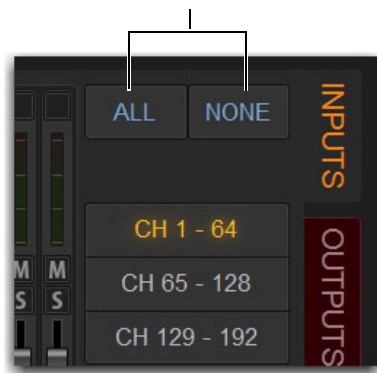 ALL NONE
INPUTS
CH 1 - 64
OUTPUTS
M M
CH 65 - 128
S S
CH 129 - 192